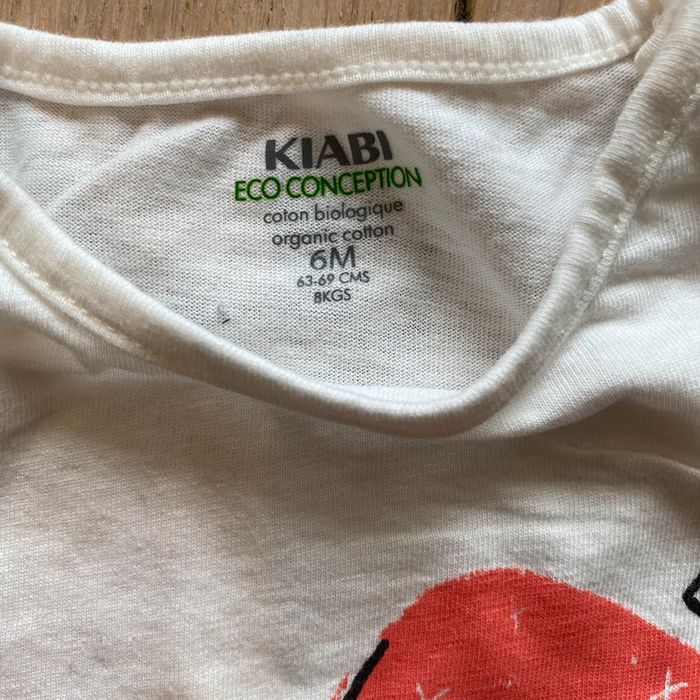 KIABI
ECO CONCEPTION
coton biologique
organic cotton
6M
63-69 CMS
8KGS